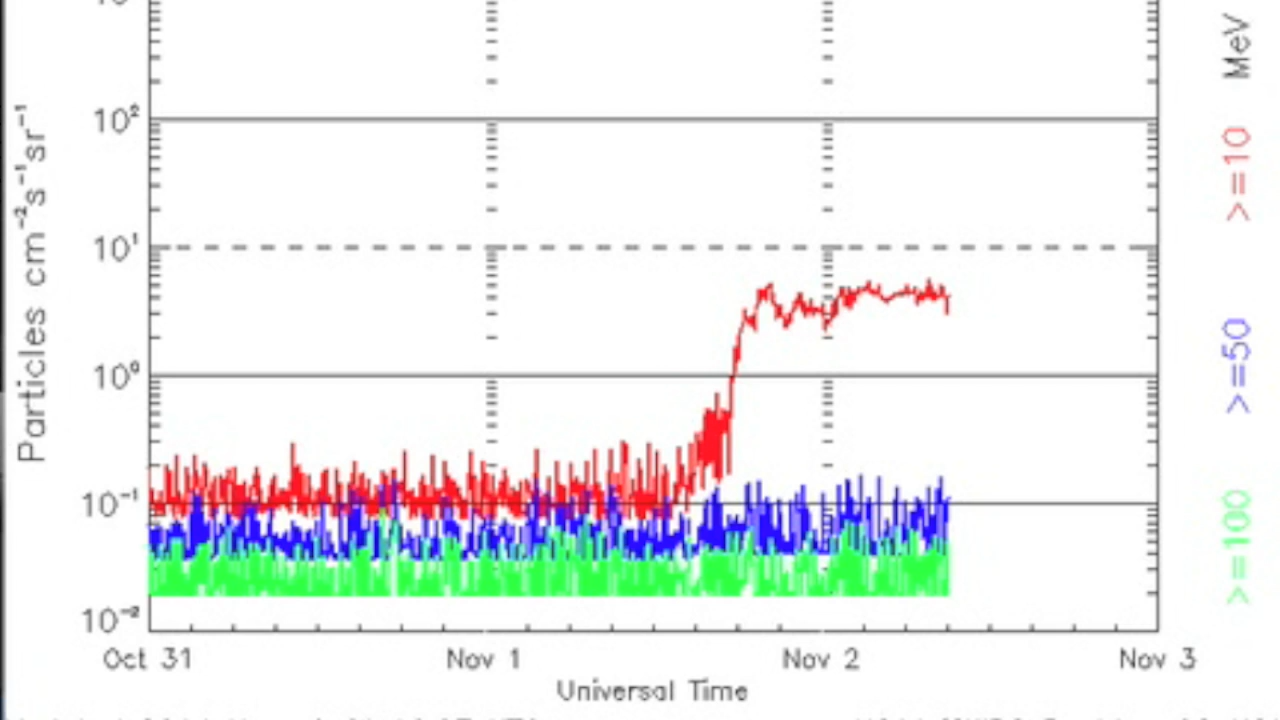 Particles cm⁻²s⁻¹sr⁻¹
10²
10¹
10⁰
10⁻¹
10⁻²
Oct 31
Nov 1
Nov 2
Nov 3
Universal Time
MeV
>=10
>=50
>=100